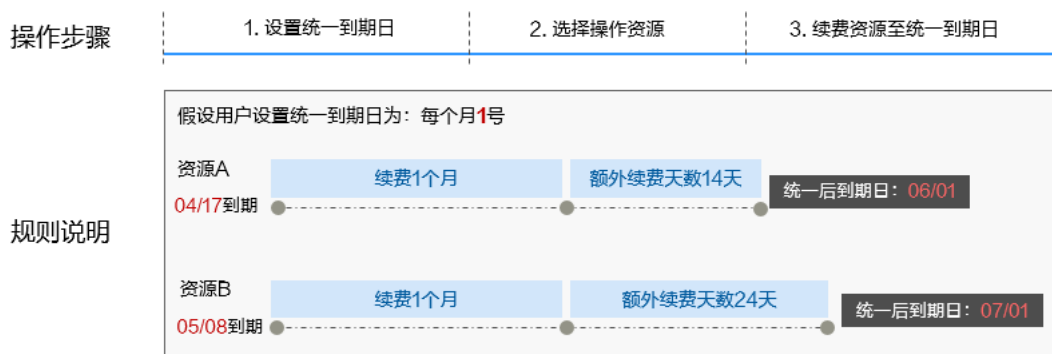 操作步骤
1. 设置统一到期日
2. 选择操作资源
3. 续费资源至统一到期日
规则说明
假设用户设置统一到期日为：每个月1号
资源A
04/17到期
续费1个月
额外续费天数14天
统一后到期日：06/01
资源B
05/08到期
续费1个月
额外续费天数24天
统一后到期日：07/01